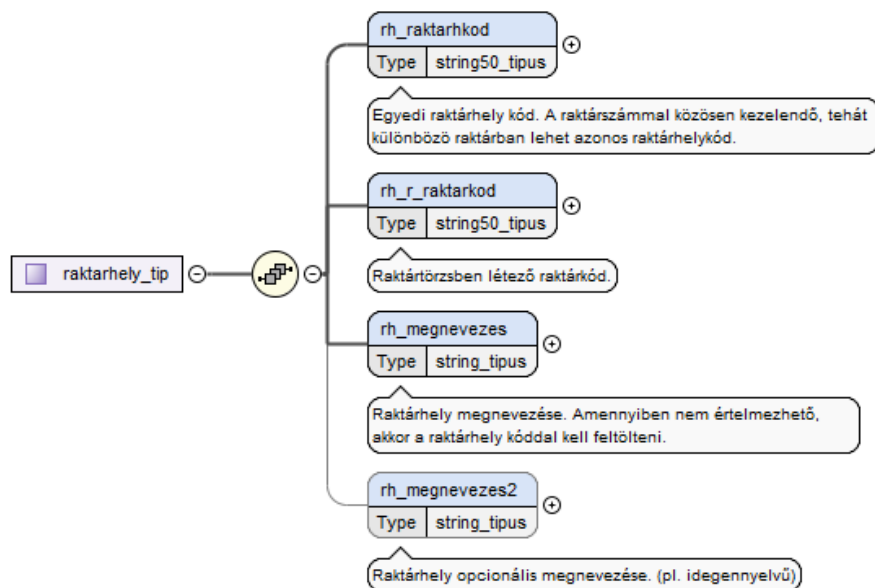 rh_raktarhkod
Type string50_tipus
Egyedi raktárhely kód. A raktárszámmal közösen kezelendő, tehát
különbözö raktárban lehet azonos raktárhelykód.
rh_r_raktarkod
Type string50_tipus
Raktártörzsben létező raktárkód.
raktarhely_tip
rh_megnevezes
Type string_tipus
Raktárhely megnevezése. Amennyiben nem értelmezhető,
akkor a raktárhely kóddal kell feltölteni.
rh_megnevezes2
Type string_tipus
Raktárhely opcionális megnevezése. (pl. idegennyelvű)